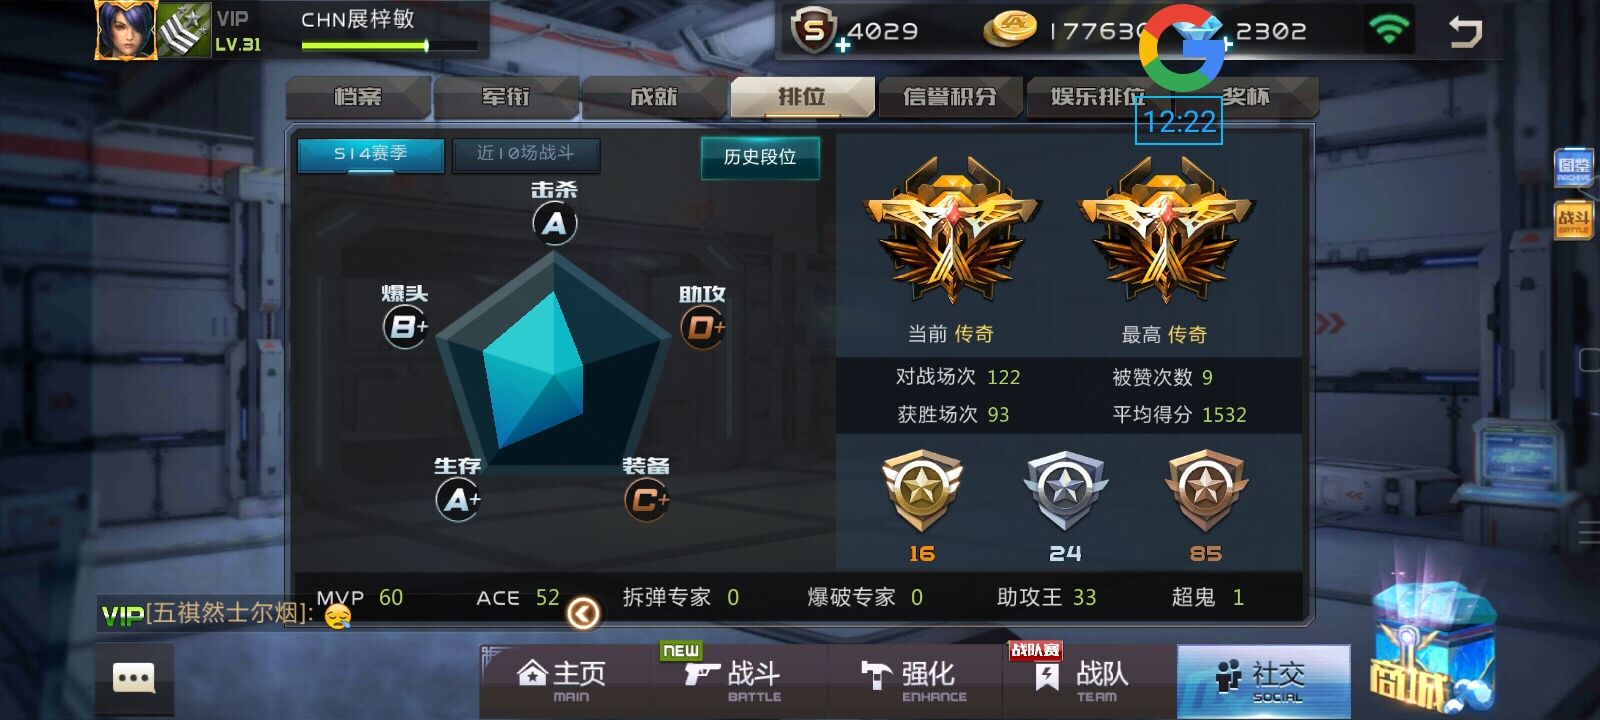 VIP
LV.31
CHN展梓敏
4029
177630
2302
档案 军衔 成就 排位 信誉积分 娱乐排位 奖杯
12:22
S14赛季 近10场战斗 历史段位
图鉴
ARCHIVE
战斗
BATTLE
击杀
A
爆头
B+
助攻
D+
生存
A+
装备
C+
当前 传奇
最高 传奇
对战场次 122
被赞次数 9
获胜场次 93
平均得分 1532
16 24 85
MVP 60 ACE 52 拆弹专家 0 爆破专家 0 助攻王 33 超鬼 1
VIP[五祺然士尔烟]:
主页
MAIN
NEW
战斗
BATTLE
强化
ENHANCE
战队赛
战队
TEAM
社交
SOCIAL
商城